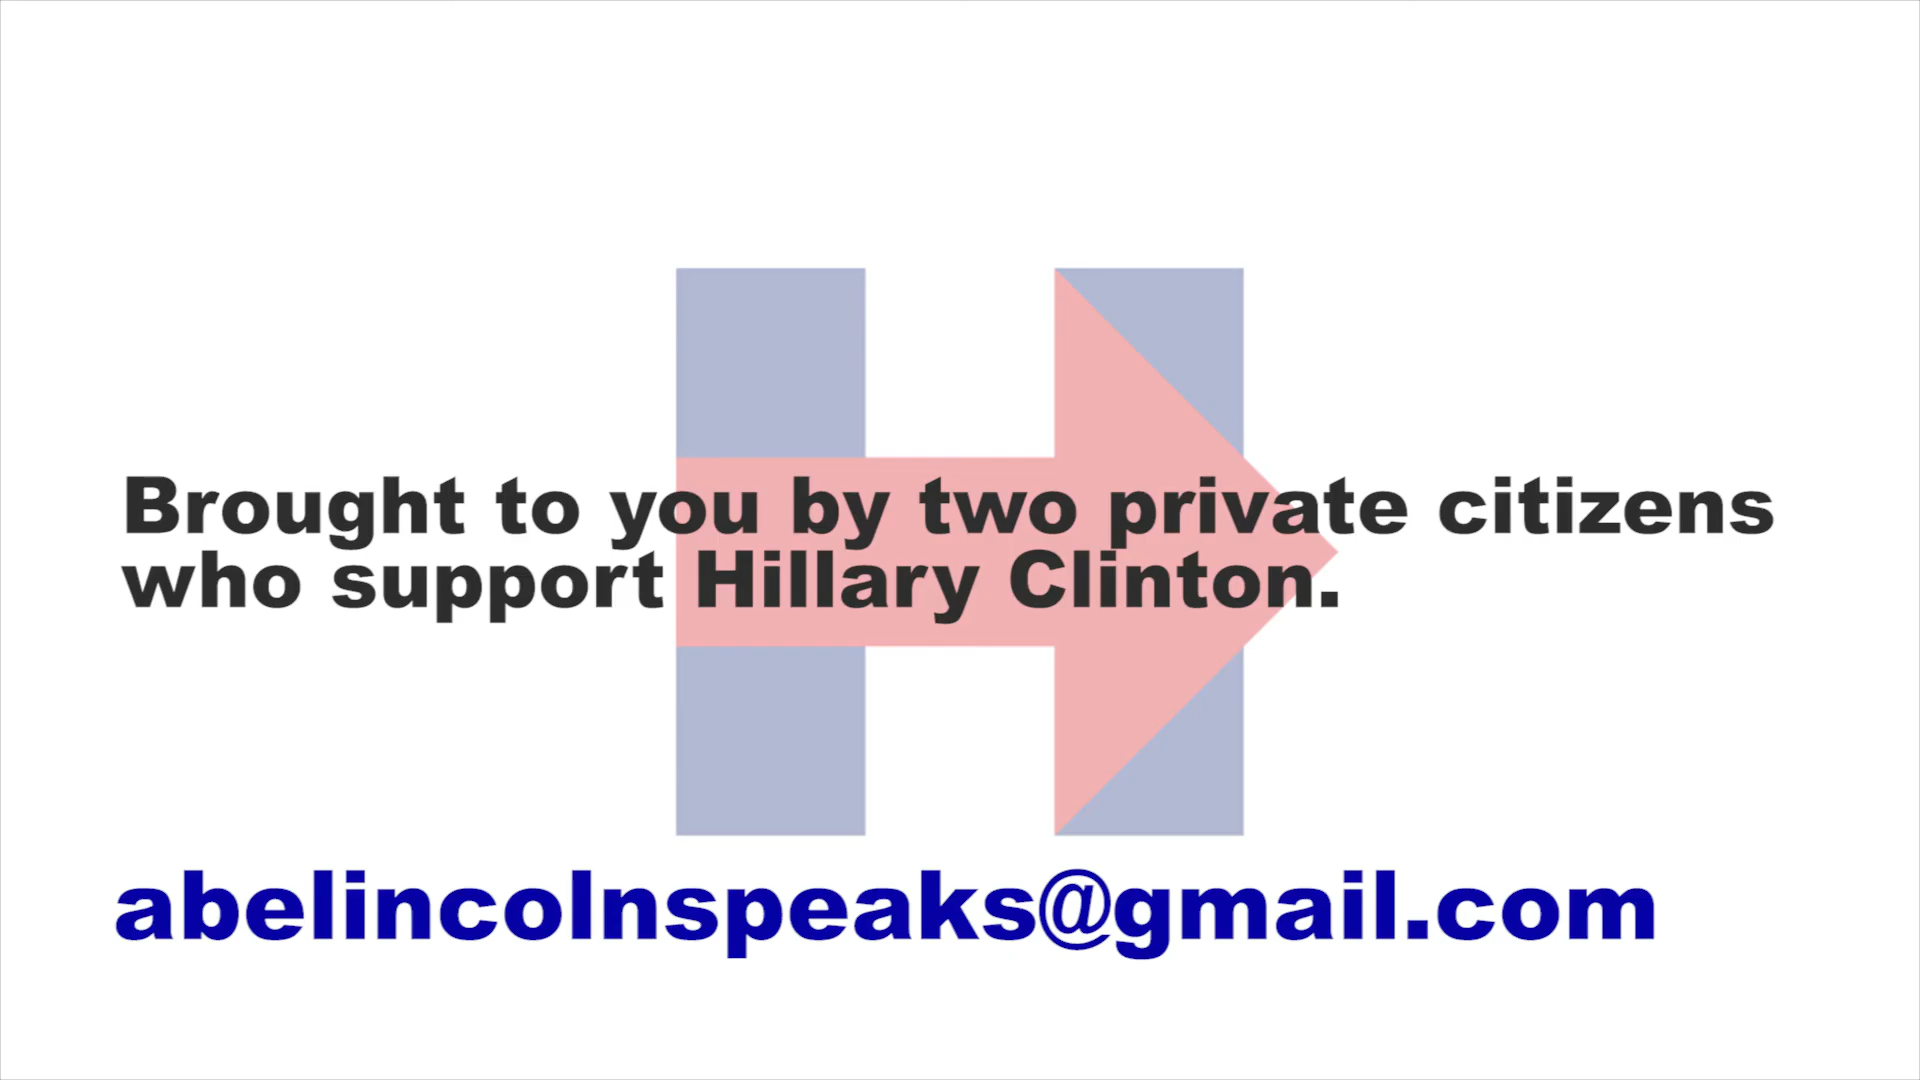 Brought to you by two private citizens
who support Hillary Clinton.
abelincolnspeaks@gmail.com